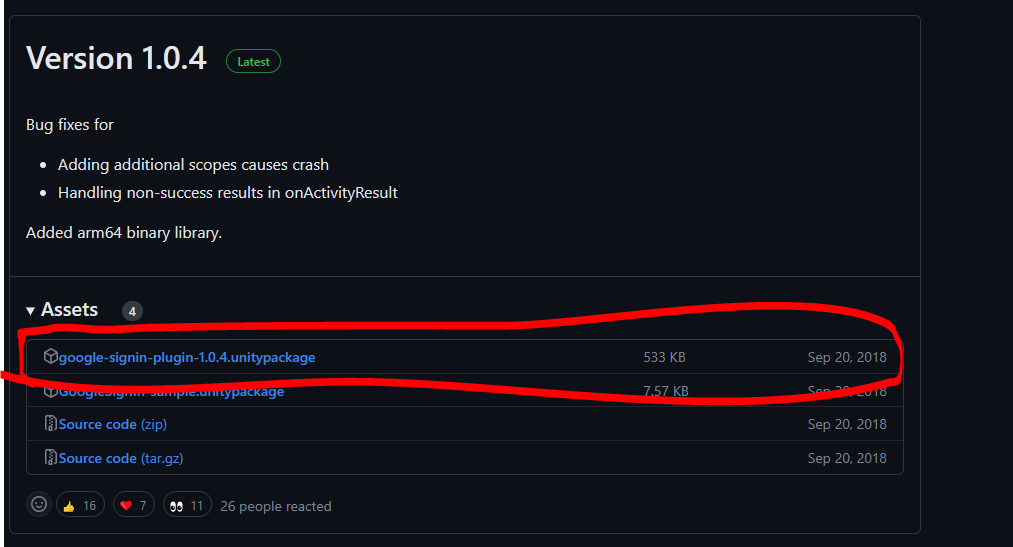 Version 1.0.4 Latest
Bug fixes for
Adding additional scopes causes crash
Handling non-success results in onActivityResult
Added arm64 binary library.
Assets 4
google-signin-plugin-1.0.4.unitypackage 533 KB Sep 20, 2018
GoogleSignIn-sample.unitypackage 7.57 KB Sep 20, 2018
Source code (zip) Sep 20, 2018
Source code (tar.gz) Sep 20, 2018
16 7 11 26 people reacted